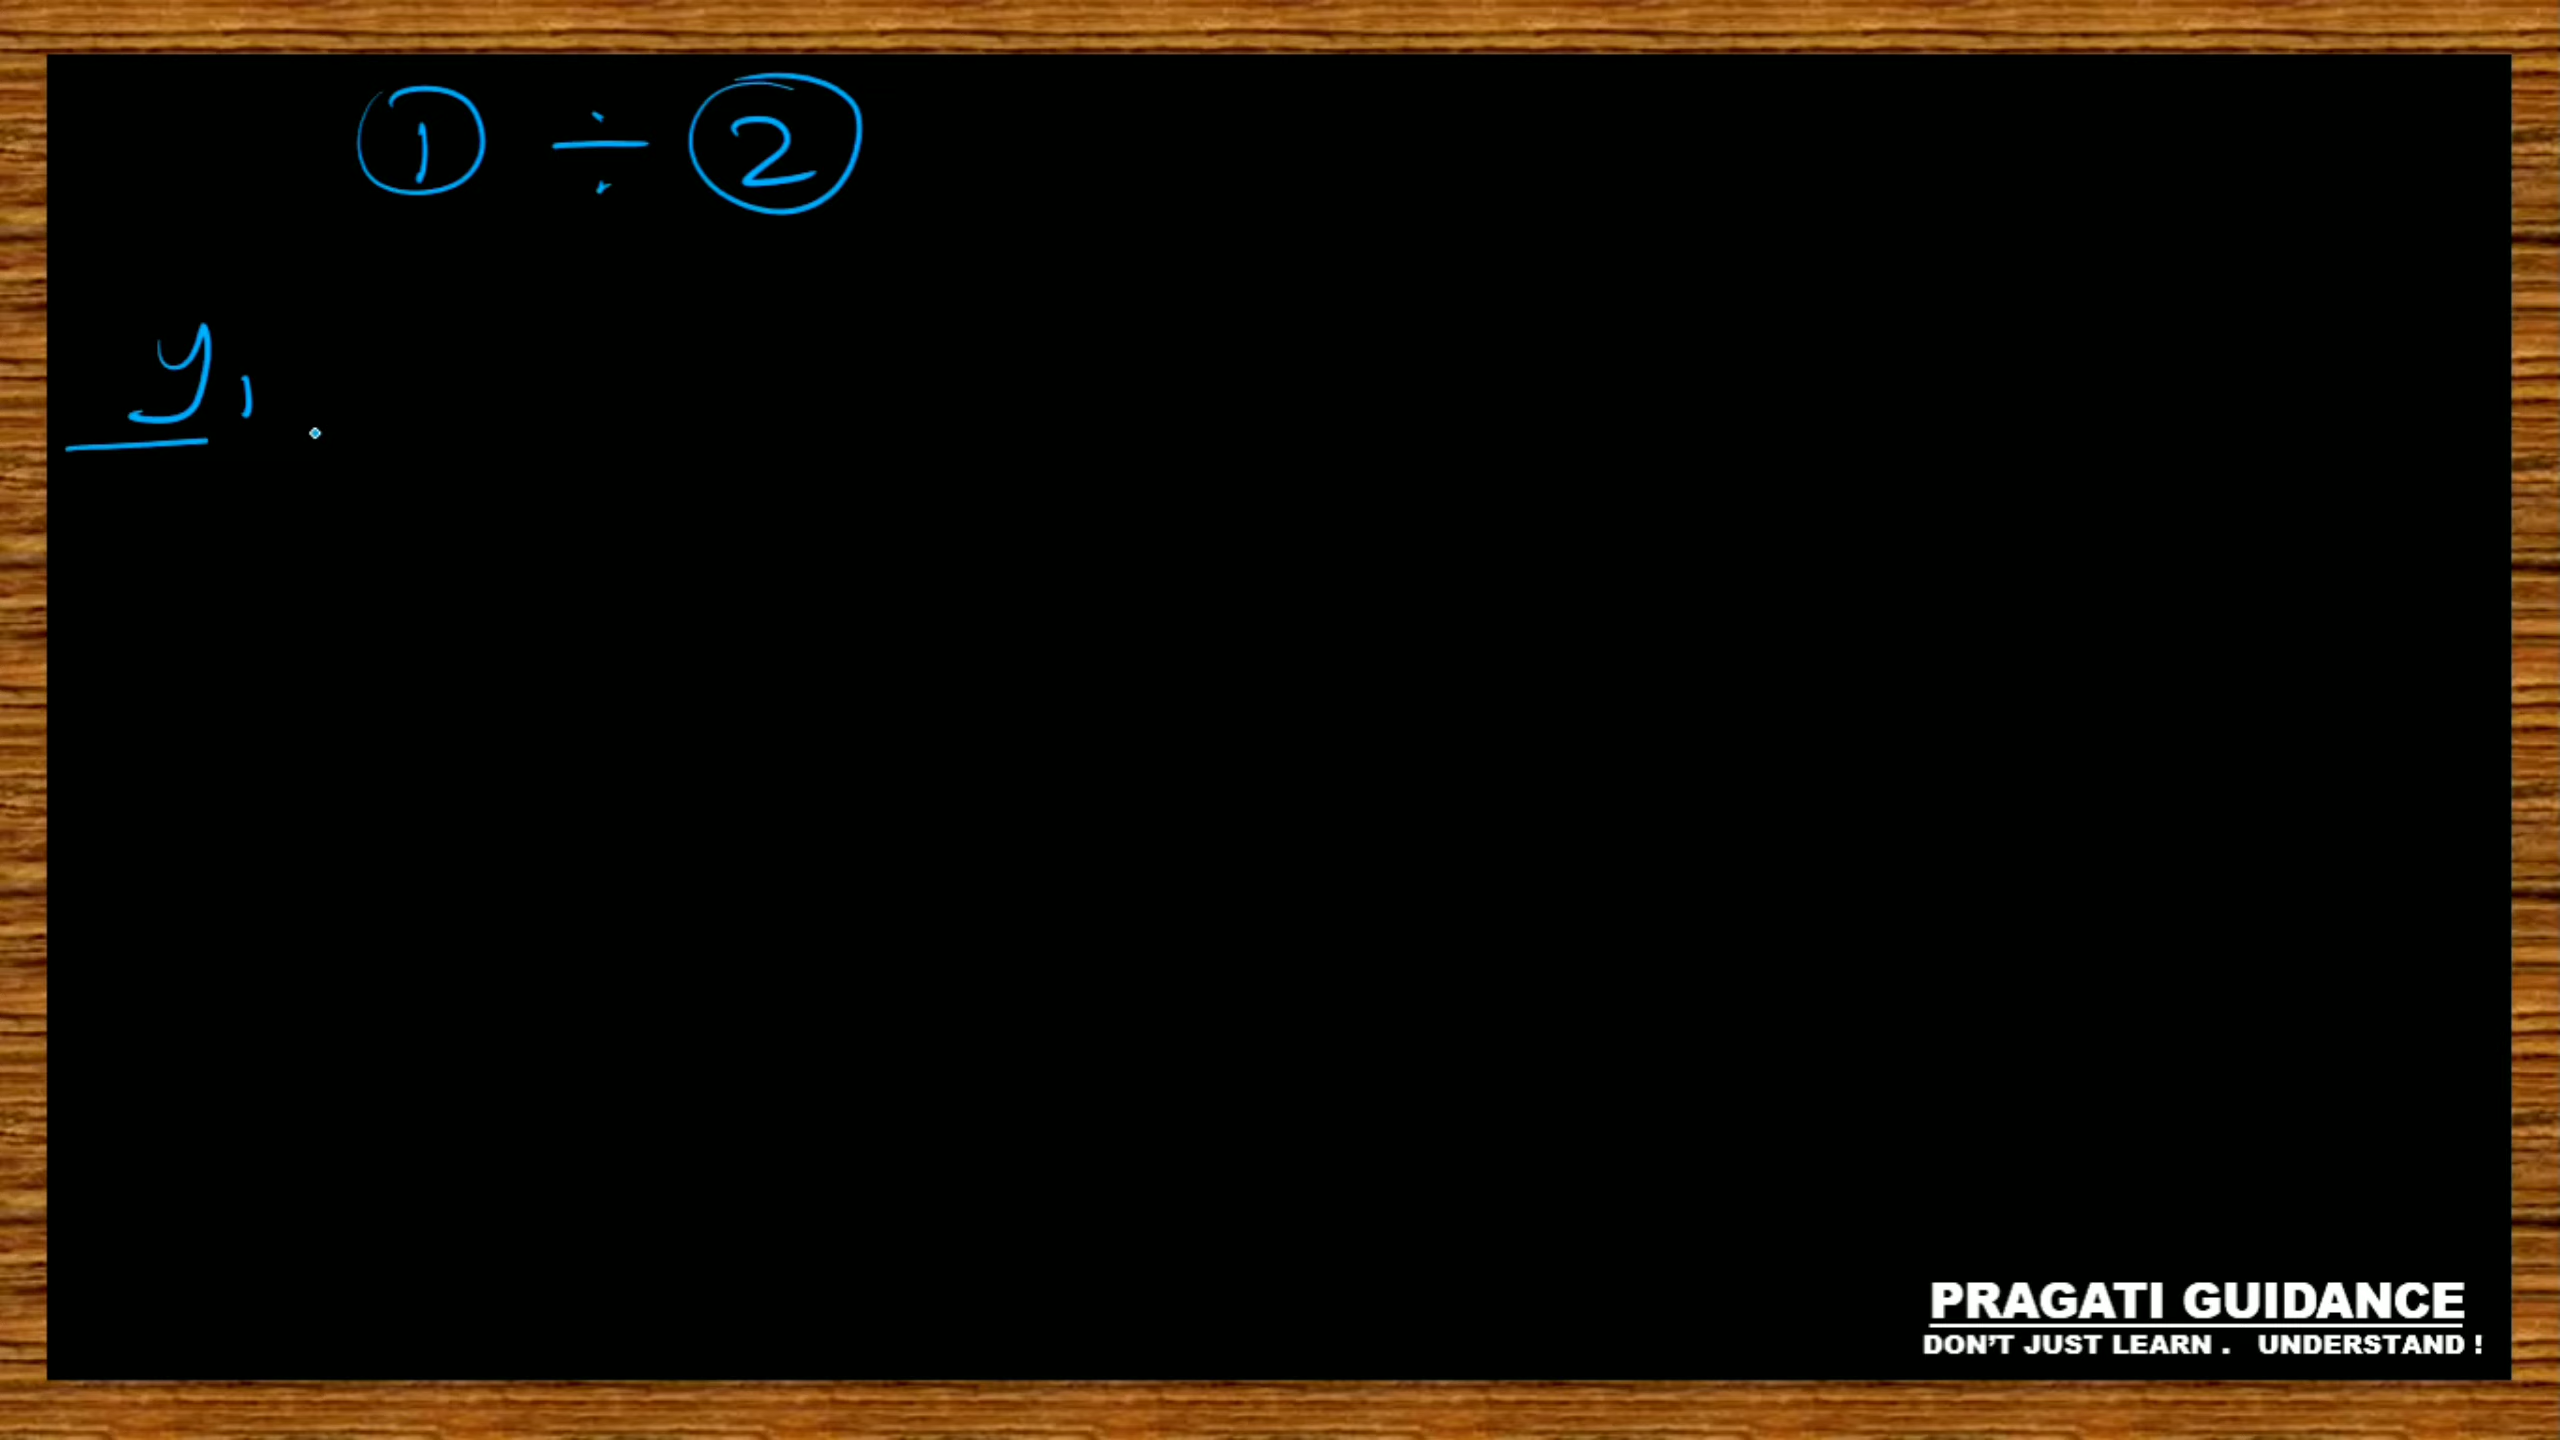 ① ÷ ②
y₁
PRAGATI GUIDANCE
DON'T JUST LEARN . UNDERSTAND !